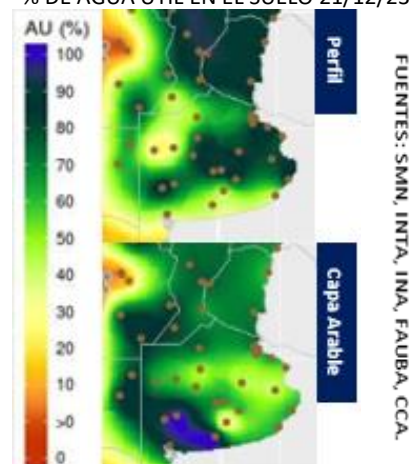 % DE AGUA ÚTIL EN EL SUELO 21/12/23
AU (%)
100
90
80
70
60
50
40
30
20
10
>0
0
Perfil
Capa Arable
FUENTES: SMN, INTA, INA, FAUBA, CCA.